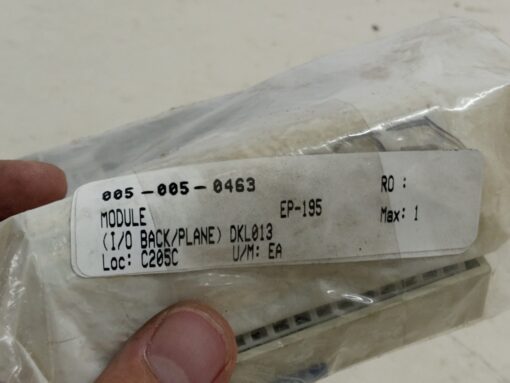 005-005-0463 RO :
MODULE EP-195 Max: 1
(I/O BACK/PLANE) DKL013
Loc: C205C U/M: EA